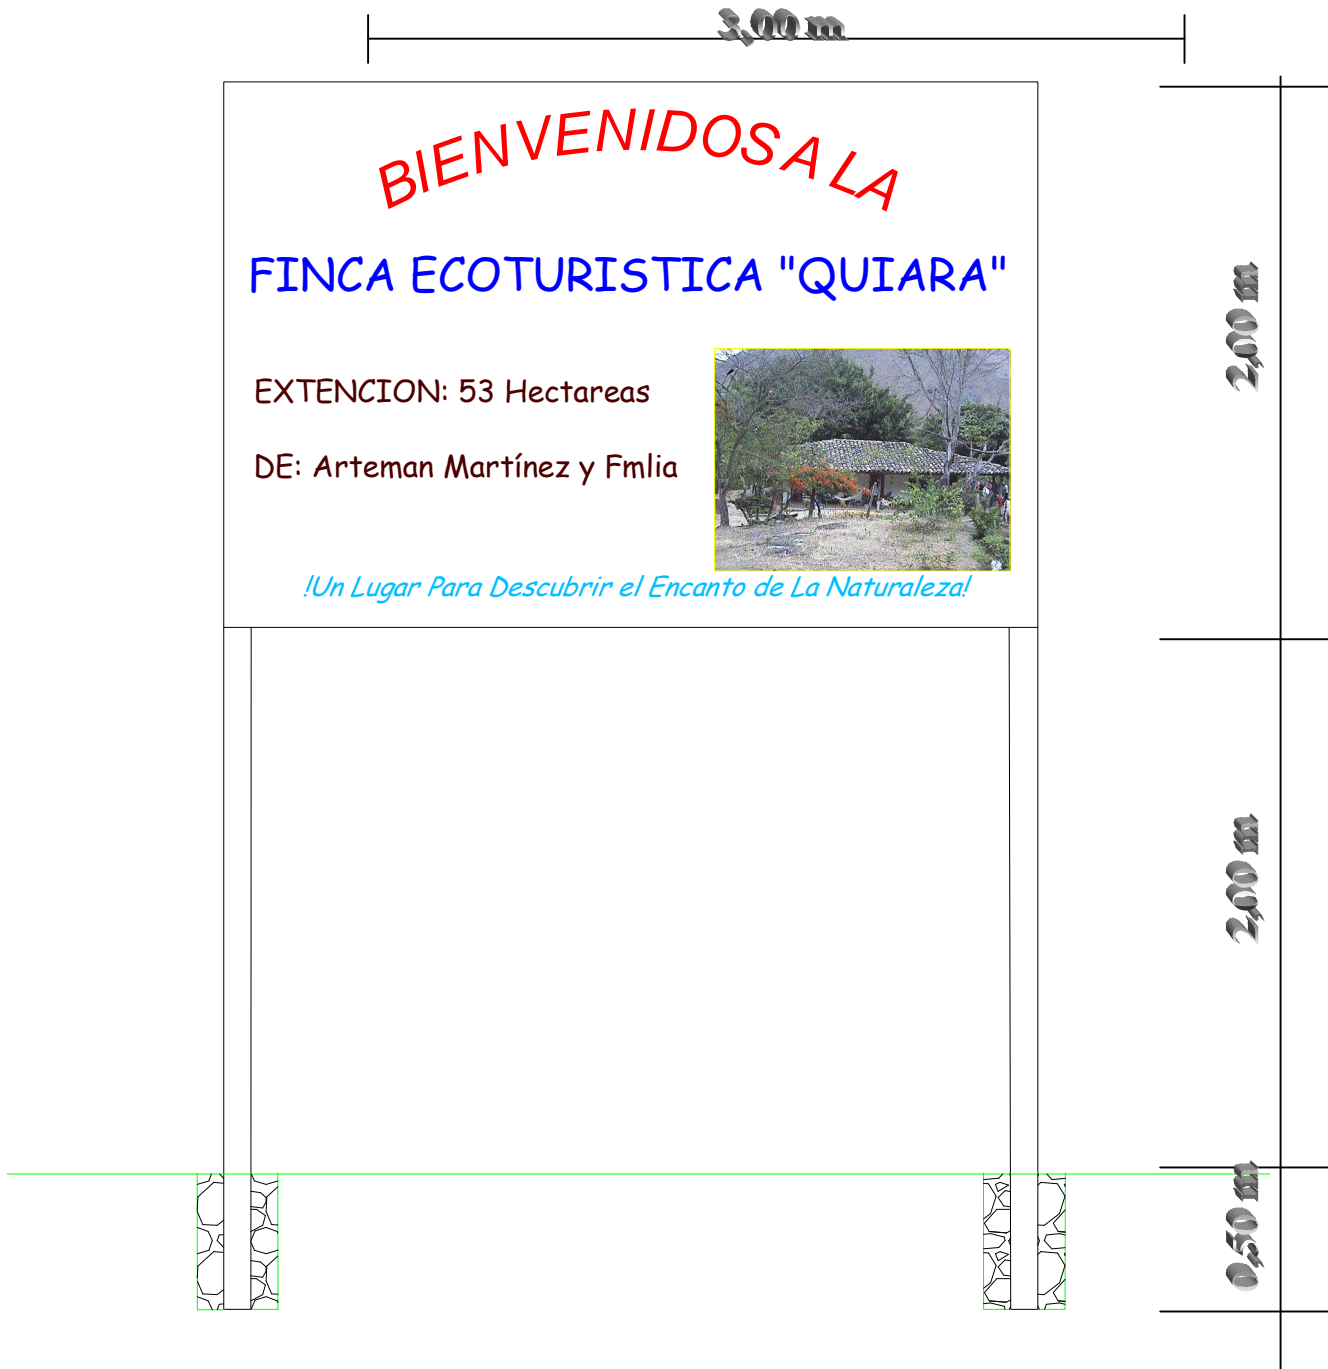 3,00 m
BIENVENIDOS A LA
FINCA ECOTURISTICA "QUIARA"
2,00 m
EXTENCION: 53 Hectareas
DE: Arteman Martínez y Fmlia
!Un Lugar Para Descubrir el Encanto de La Naturaleza!
2,00 m
0,50 m